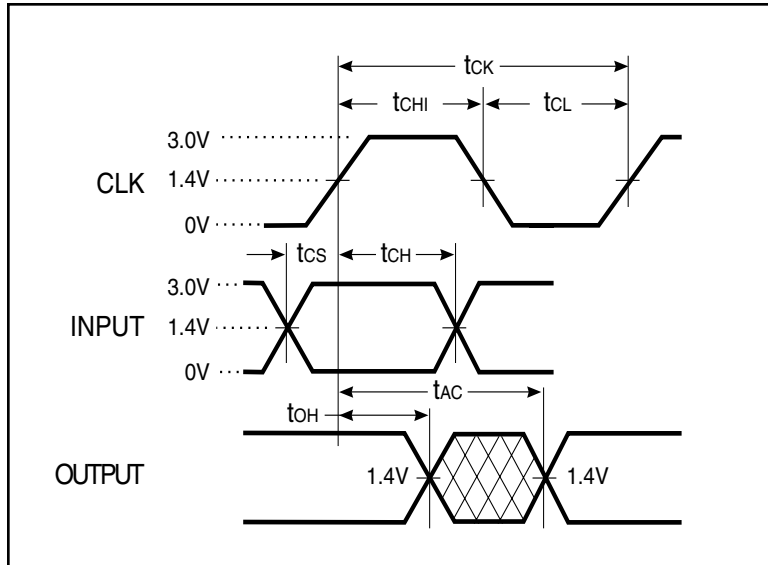 tCK
tCHI tCL
3.0V
CLK 1.4V
0V
tCS tCH
3.0V
INPUT 1.4V
0V
tAC
tOH
OUTPUT 1.4V 1.4V